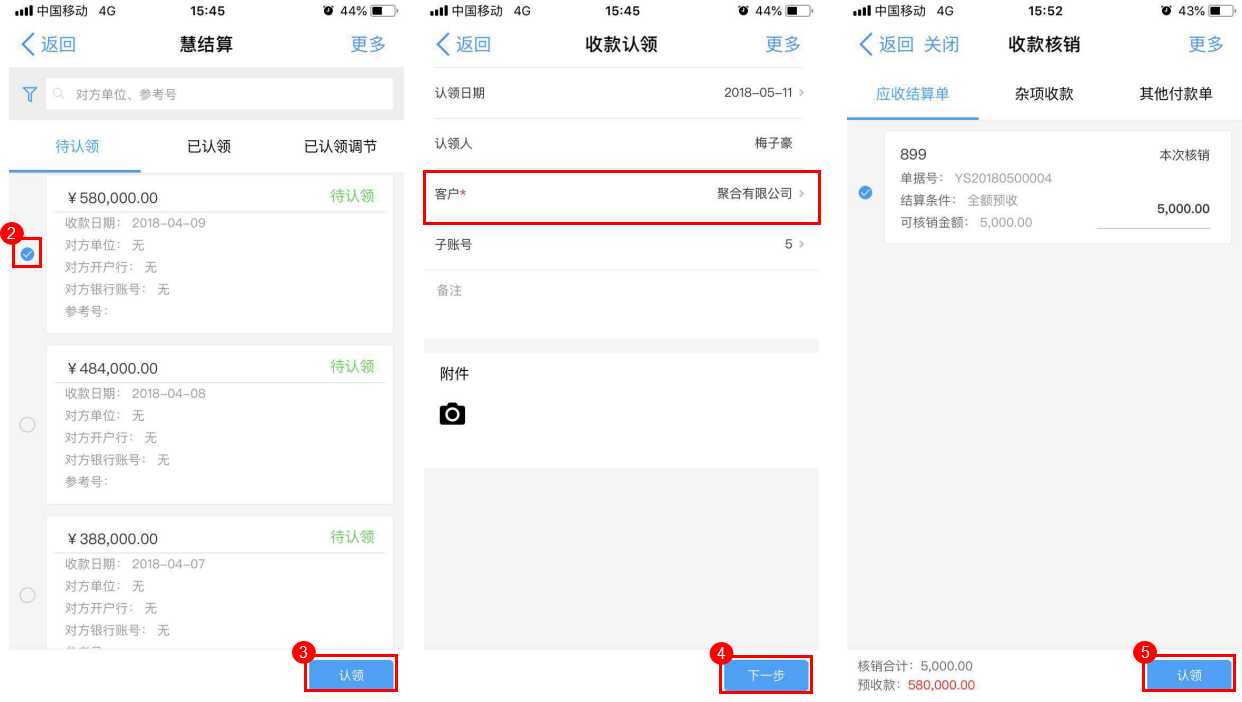 中国移动 4G 15:45 44%
返回 慧结算 更多
对方单位、参考号
待认领 已认领 已认领调节
¥580,000.00 待认领
收款日期: 2018-04-09
对方单位: 无
2
对方开户行: 无
对方银行账号: 无
参考号:
¥484,000.00 待认领
收款日期: 2018-04-08
对方单位: 无
对方开户行: 无
对方银行账号: 无
参考号:
¥388,000.00 待认领
收款日期: 2018-04-07
对方单位: 无
对方开户行: 无
对方银行账号: 无
3
认领
中国移动 4G 15:45 44%
返回 收款认领 更多
认领日期 2018-05-11
认领人 梅子豪
客户* 聚合有限公司
子账号 5
备注
附件
4
下一步
中国移动 4G 15:52 43%
返回 关闭 收款核销 更多
应收结算单 杂项收款 其他付款单
899 本次核销
单据号: YS20180500004
结算条件: 全额预收
5,000.00
可核销金额: 5,000.00
核销合计: 5,000.00
预收款: 580,000.00
5
认领